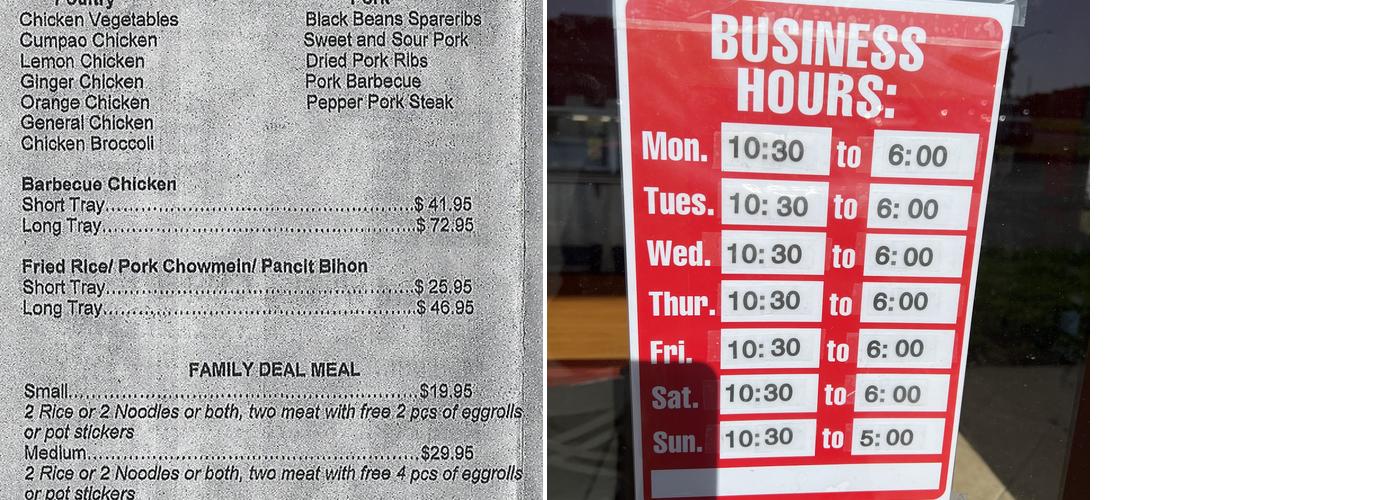 Poultry
Chicken Vegetables
Cumpao Chicken
Lemon Chicken
Ginger Chicken
Orange Chicken
General Chicken
Chicken Broccoli
Pork
Black Beans Spareribs
Sweet and Sour Pork
Dried Pork Ribs
Pork Barbecue
Pepper Pork Steak
Barbecue Chicken
Short Tray....................................................$ 41.95
Long Tray.....................................................$ 72.95
Fried Rice/ Pork Chowmein/ Pancit Bihon
Short Tray....................................................$ 25.95
Long Tray.....................................................$ 46.95
FAMILY DEAL MEAL
Small...........................................................$19.95
2 Rice or 2 Noodles or both, two meat with free 2 pcs of eggrolls
or pot stickers
Medium........................................................$29.95
2 Rice or 2 Noodles or both, two meat with free 4 pcs of eggrolls
or pot stickers
BUSINESS
HOURS:
Mon. 10:30 to 6:00
Tues. 10:30 to 6:00
Wed. 10:30 to 6:00
Thur. 10:30 to 6:00
Fri. 10:30 to 6:00
Sat. 10:30 to 6:00
Sun. 10:30 to 5:00